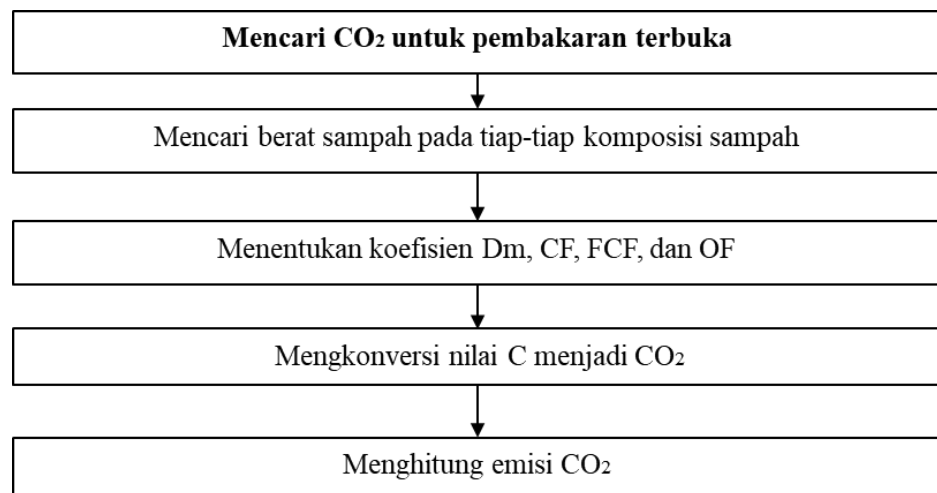 Mencari CO₂ untuk pembakaran terbuka
Mencari berat sampah pada tiap-tiap komposisi sampah
Menentukan koefisien Dm, CF, FCF, dan OF
Mengkonversi nilai C menjadi CO₂
Menghitung emisi CO₂